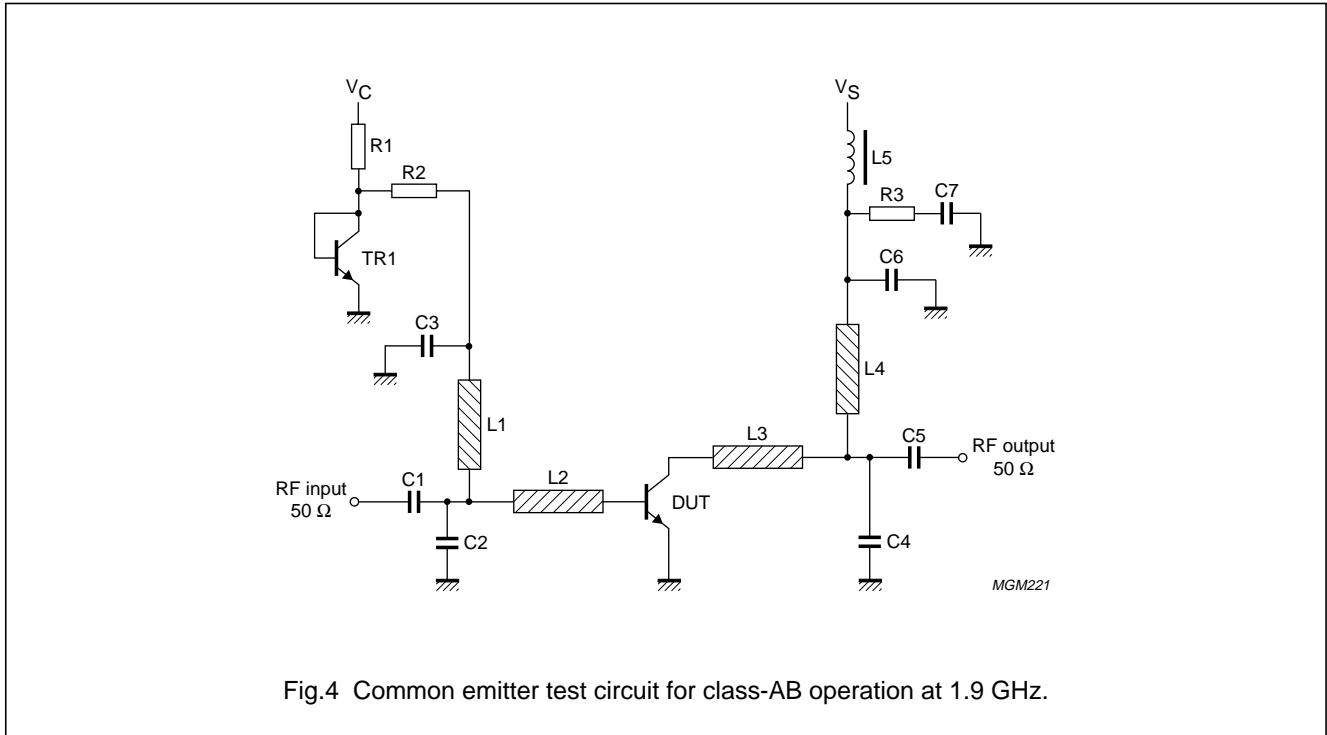 VC
VS
R1
L5
R2
R3
C7
TR1
C6
C3
L4
L1
L3
C5
RF output
50 Ω
RF input
50 Ω
C1
L2
DUT
C2
C4
MGM221
Fig.4 Common emitter test circuit for class-AB operation at 1.9 GHz.